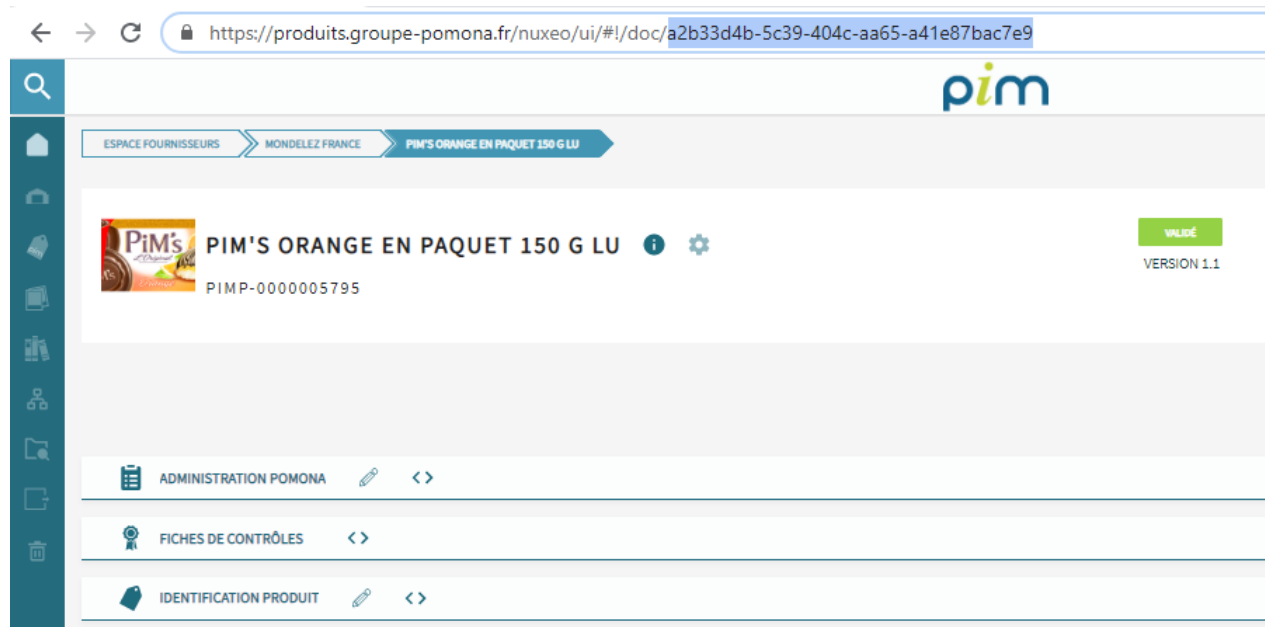 https://produits.groupe-pomona.fr/nuxeo/ui/#!/doc/a2b33d4b-5c39-404c-aa65-a41e87bac7e9
pim
ESPACE FOURNISSEURS MONDELEZ FRANCE PIM'S ORANGE EN PAQUET 150 G LU
PiM's
PIM'S ORANGE EN PAQUET 150 G LU
PIMP-0000005795
VALIDÉ
VERSION 1.1
ADMINISTRATION POMONA
FICHES DE CONTRÔLES
IDENTIFICATION PRODUIT